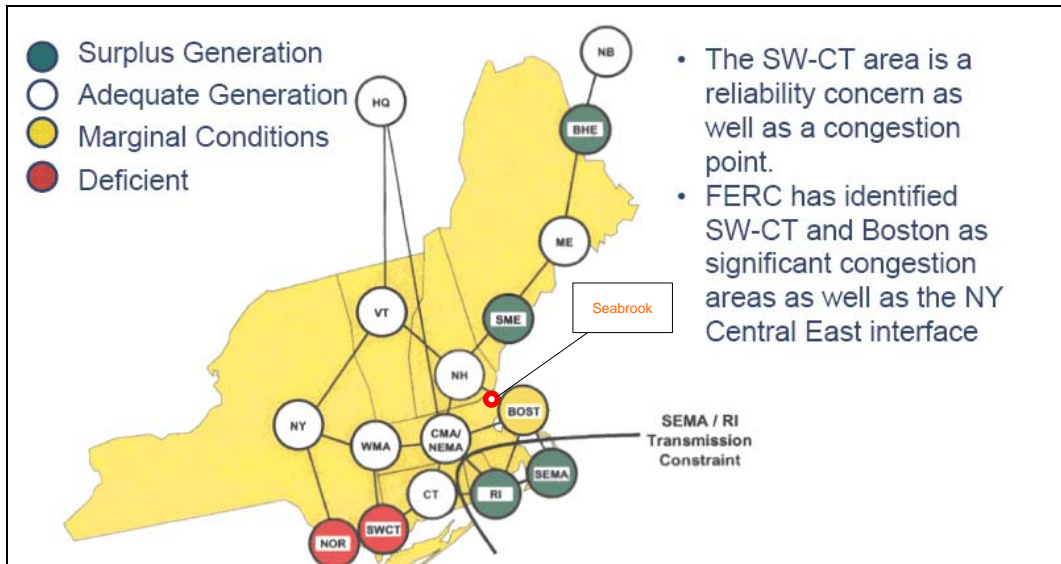 Surplus Generation
Adequate Generation
Marginal Conditions
Deficient
NB
HQ
BHE
ME
VT
SME
Seabrook
NH
NY
BOST
WMA
CMA/
NEMA
SEMA / RI
Transmission
Constraint
SEMA
CT
RI
SWCT
NOR
• The SW-CT area is a
reliability concern as
well as a congestion
point.
• FERC has identified
SW-CT and Boston as
significant congestion
areas as well as the NY
Central East interface